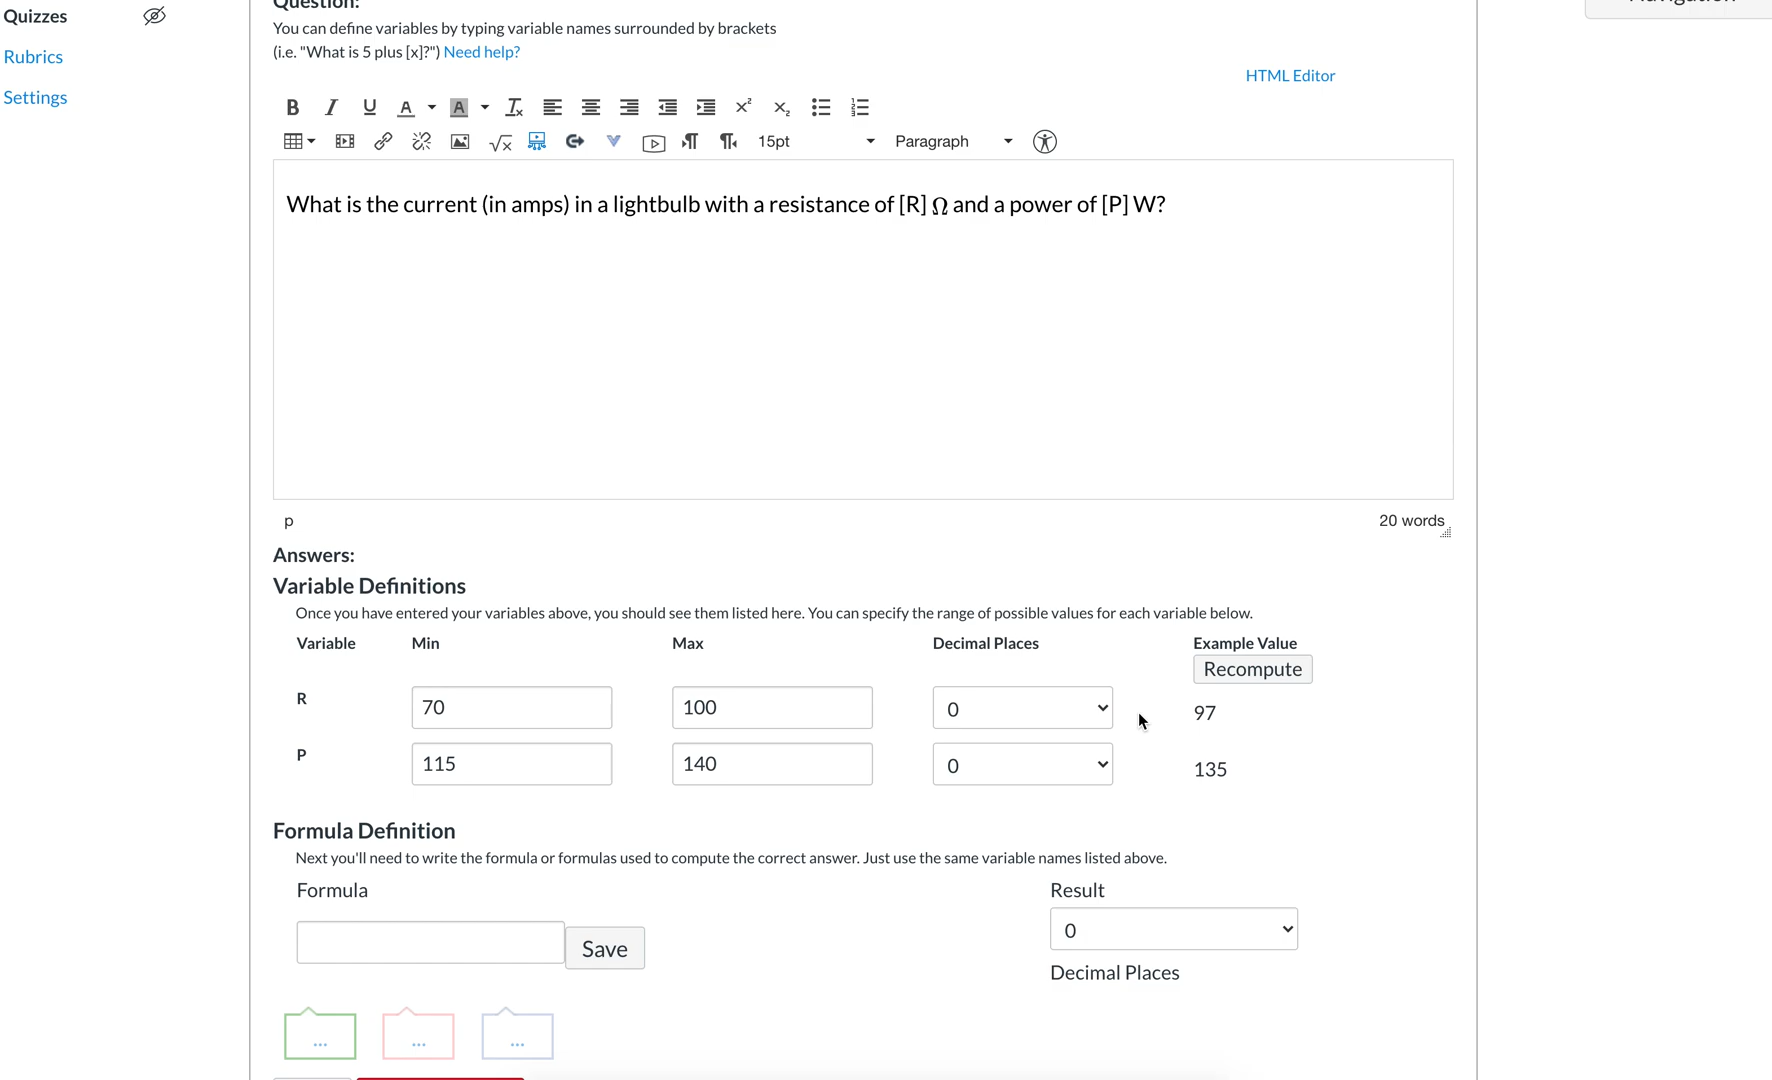 Quizzes
Rubrics
Settings
Question:
You can define variables by typing variable names surrounded by brackets
(i.e. "What is 5 plus [x]?") Need help?
HTML Editor
15pt
Paragraph
What is the current (in amps) in a lightbulb with a resistance of [R] Ω and a power of [P] W?
p
20 words
Answers:
Variable Definitions
Once you have entered your variables above, you should see them listed here. You can specify the range of possible values for each variable below.
Variable Min Max Decimal Places Example Value
Recompute
R 70 100 0 97
P 115 140 0 135
Formula Definition
Next you'll need to write the formula or formulas used to compute the correct answer. Just use the same variable names listed above.
Formula Result
Save 0
Decimal Places
... ... ...